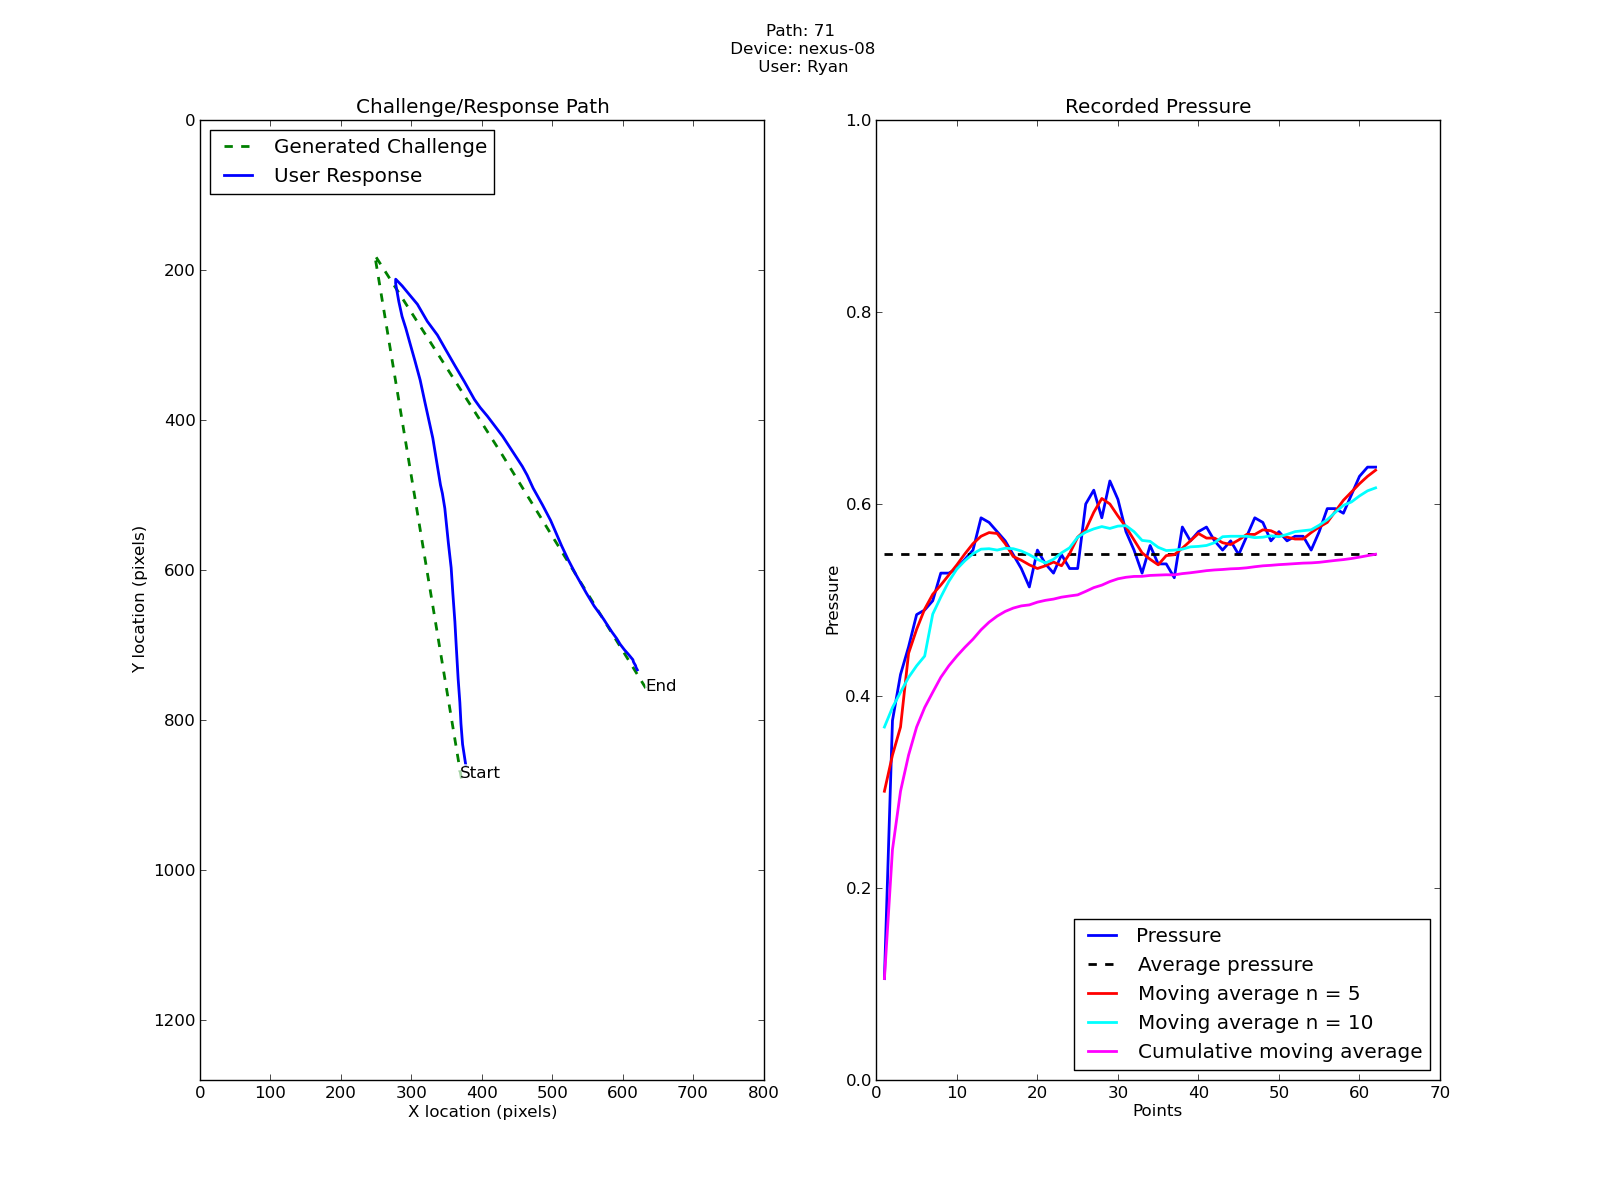 Path: 71
Device: nexus-08
User: Ryan
Challenge/Response Path
Generated Challenge
User Response
0
200
400
600
800
1000
1200
Y location (pixels)
Start
End
0 100 200 300 400 500 600 700 800
X location (pixels)
Recorded Pressure
1.0
0.8
0.6
0.4
0.2
0.0
Pressure
Pressure
Average pressure
Moving average n = 5
Moving average n = 10
Cumulative moving average
0 10 20 30 40 50 60 70
Points